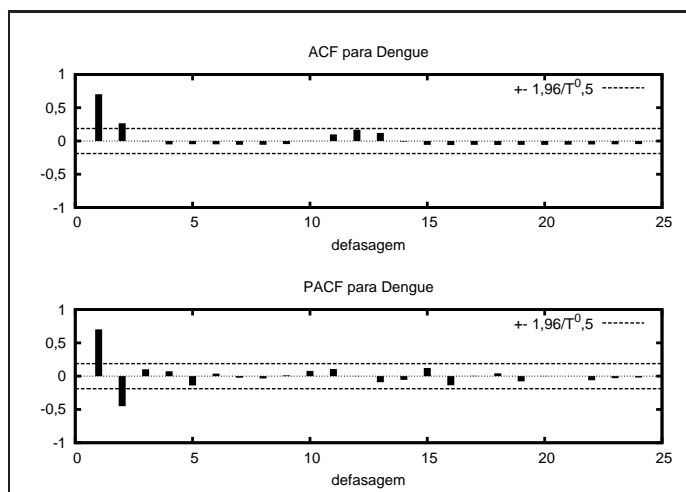 ACF para Dengue
+- 1,96/T^0,5
1
0,5
0
-0,5
-1
0 5 10 15 20 25
defasagem
PACF para Dengue
+- 1,96/T^0,5
1
0,5
0
-0,5
-1
0 5 10 15 20 25
defasagem